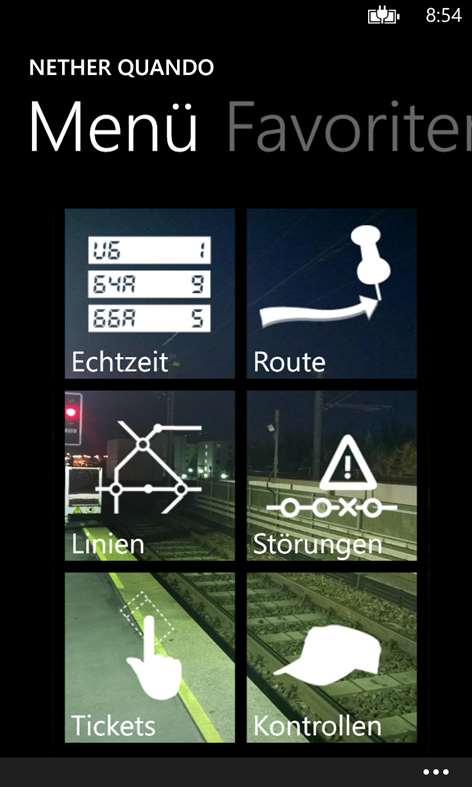 8:54
NETHER QUANDO
Menü Favoriten
U6 1
64A 9
66A 5
Echtzeit
Route
Linien
Störungen
Tickets
Kontrollen